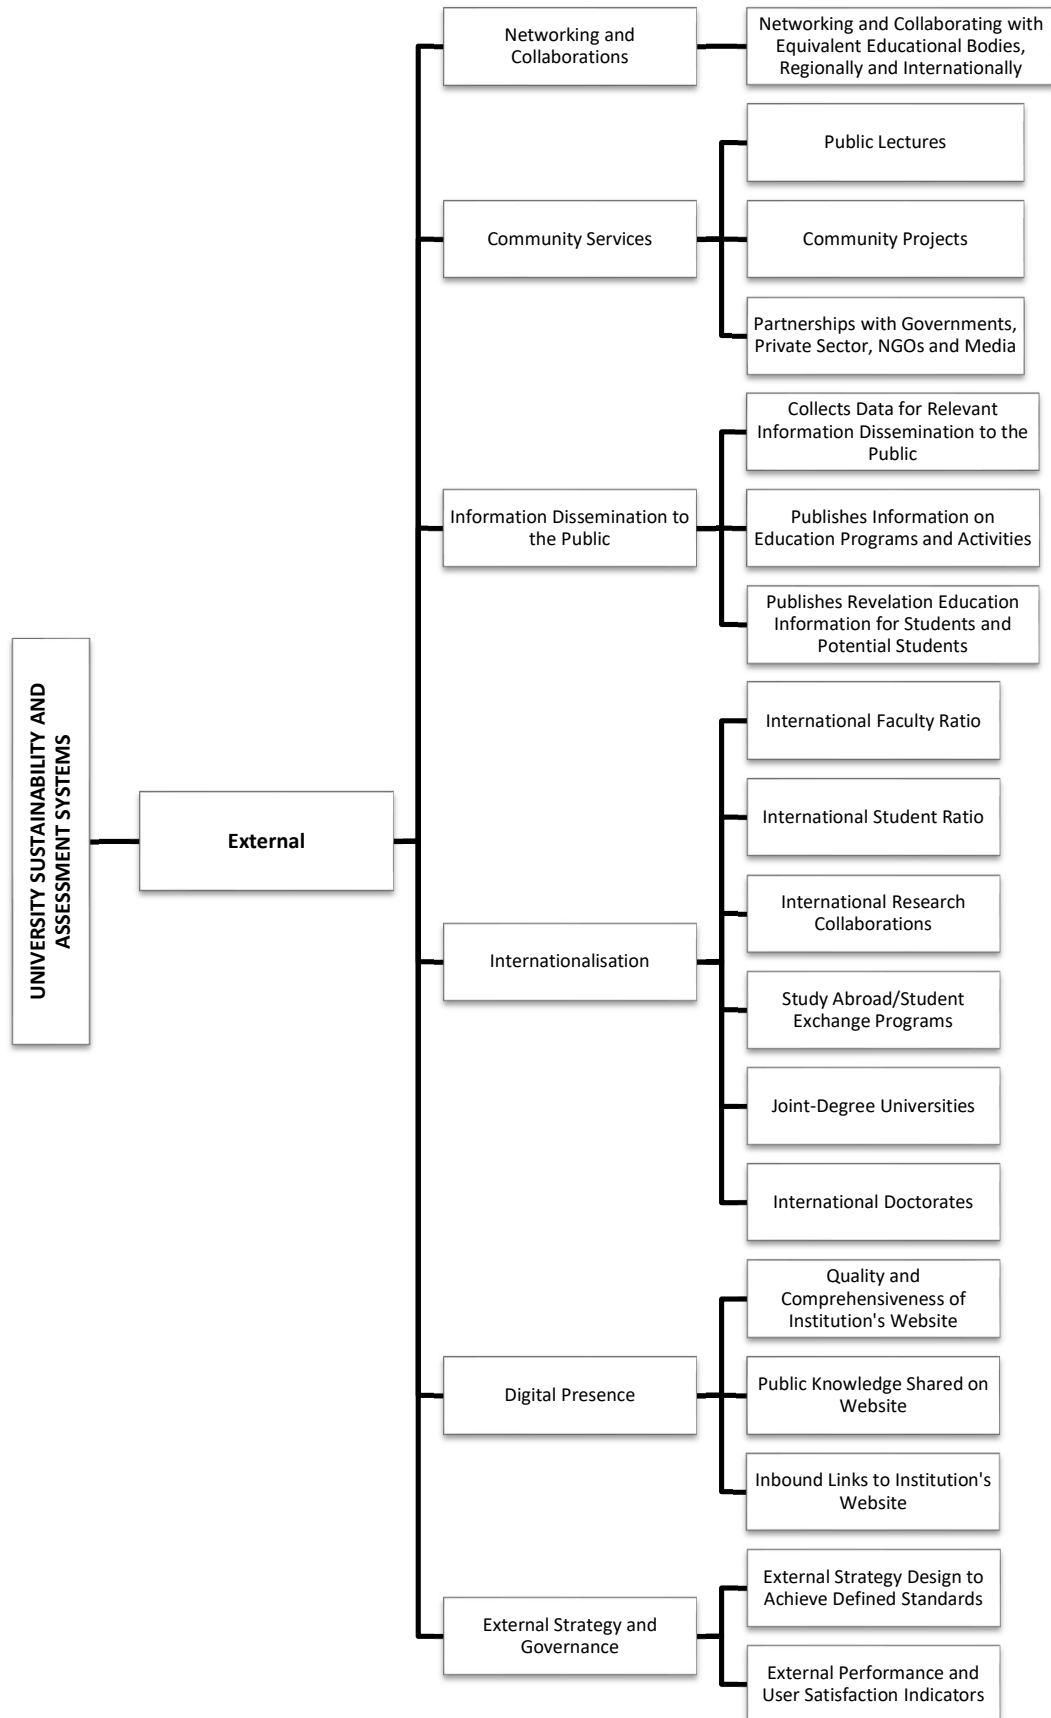 UNIVERSITY SUSTAINABILITY AND
ASSESSMENT SYSTEMS
External
Networking and
Collaborations
Networking and Collaborating with
Equivalent Educational Bodies,
Regionally and Internationally
Community Services
Public Lectures
Community Projects
Partnerships with Governments,
Private Sector, NGOs and Media
Information Dissemination to
the Public
Collects Data for Relevant
Information Dissemination to the
Public
Publishes Information on
Education Programs and Activities
Publishes Revelation Education
Information for Students and
Potential Students
Internationalisation
International Faculty Ratio
International Student Ratio
International Research
Collaborations
Study Abroad/Student
Exchange Programs
Joint-Degree Universities
International Doctorates
Digital Presence
Quality and
Comprehensiveness of
Institution's Website
Public Knowledge Shared on
Website
Inbound Links to Institution's
Website
External Strategy and
Governance
External Strategy Design to
Achieve Defined Standards
External Performance and
User Satisfaction Indicators